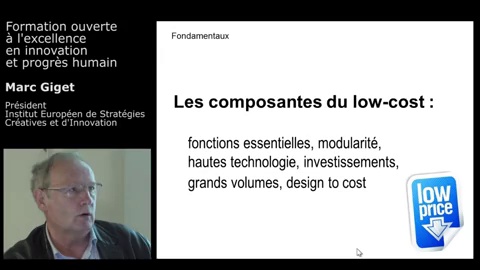 Formation ouverte
à l'excellence
en innovation
et progrès humain
Marc Giget
Président
Institut Européen de Stratégies
Créatives et d'Innovation
Fondamentaux
Les composantes du low-cost :
fonctions essentielles, modularité,
hautes technologie, investissements,
grands volumes, design to cost
low
price